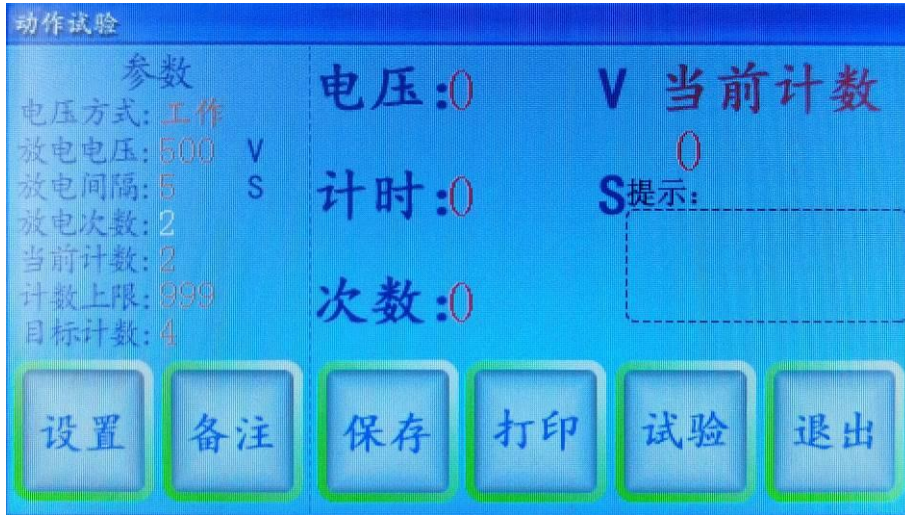 动作试验
参数
电压方式:工作
放电电压:500 V
放电间隔:5 S
放电次数:2
当前计数:2
计数上限:999
目标计数:4
电压:0 V
计时:0 S
次数:0
当前计数
0
提示:
设置 备注 保存 打印 试验 退出